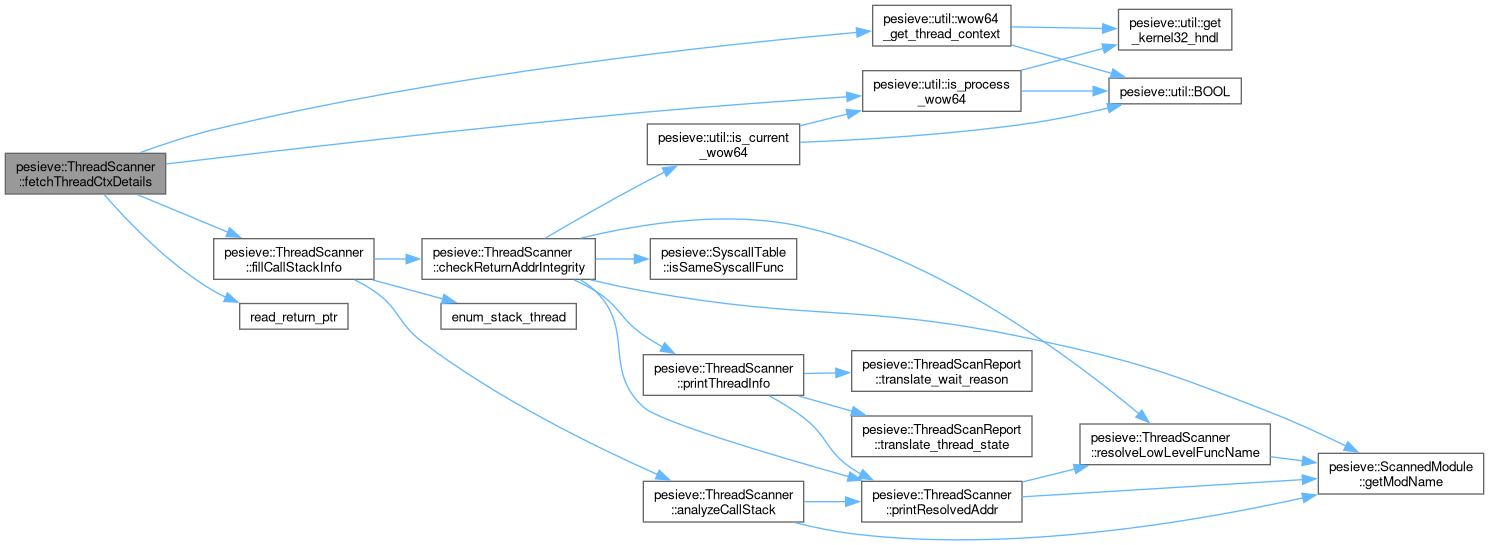 pesieve::util::wow64
_get_thread_context
pesieve::util::get
_kernel32_hndl
pesieve::util::is_process
_wow64
pesieve::util::BOOL
pesieve::util::is_current
_wow64
pesieve::ThreadScanner
::fetchThreadCtxDetails
pesieve::ThreadScanner
::fillCallStackInfo
pesieve::ThreadScanner
::checkReturnAddrIntegrity
pesieve::SyscallTable
::isSameSyscallFunc
read_return_ptr
enum_stack_thread
pesieve::ThreadScanner
::printThreadInfo
pesieve::ThreadScanReport
::translate_wait_reason
pesieve::ThreadScanReport
::translate_thread_state
pesieve::ThreadScanner
::resolveLowLevelFuncName
pesieve::ScannedModule
::getModName
pesieve::ThreadScanner
::analyzeCallStack
pesieve::ThreadScanner
::printResolvedAddr